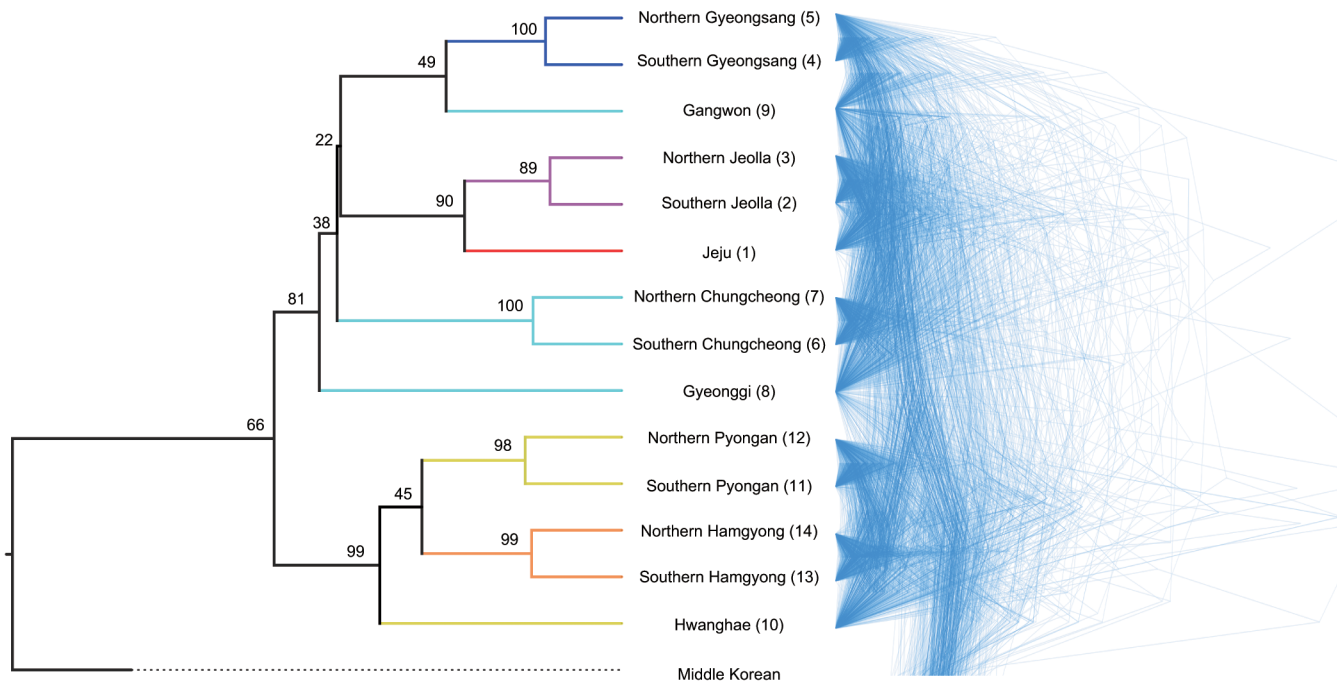 Northern Gyeongsang (5)
100
Southern Gyeongsang (4)
49
Gangwon (9)
22
Northern Jeolla (3)
89
Southern Jeolla (2)
90
38
Jeju (1)
Northern Chungcheong (7)
81
100
Southern Chungcheong (6)
Gyeonggi (8)
66
Northern Pyongan (12)
98
Southern Pyongan (11)
45
Northern Hamgyong (14)
99
99
Southern Hamgyong (13)
Hwanghae (10)
Middle Korean